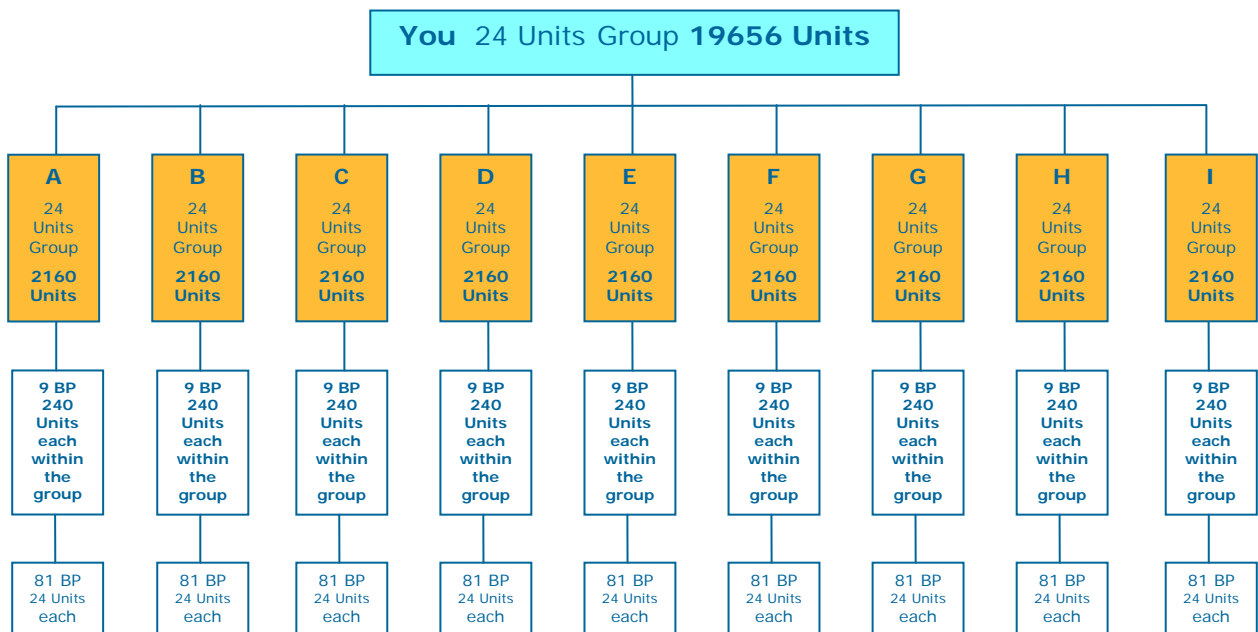 You 24 Units Group 19656 Units
A
24
Units
Group
2160
Units
B
24
Units
Group
2160
Units
C
24
Units
Group
2160
Units
D
24
Units
Group
2160
Units
E
24
Units
Group
2160
Units
F
24
Units
Group
2160
Units
G
24
Units
Group
2160
Units
H
24
Units
Group
2160
Units
I
24
Units
Group
2160
Units
9 BP
240
Units
each
within
the
group
9 BP
240
Units
each
within
the
group
9 BP
240
Units
each
within
the
group
9 BP
240
Units
each
within
the
group
9 BP
240
Units
each
within
the
group
9 BP
240
Units
each
within
the
group
9 BP
240
Units
each
within
the
group
9 BP
240
Units
each
within
the
group
9 BP
240
Units
each
within
the
group
81 BP
24 Units
each
81 BP
24 Units
each
81 BP
24 Units
each
81 BP
24 Units
each
81 BP
24 Units
each
81 BP
24 Units
each
81 BP
24 Units
each
81 BP
24 Units
each
81 BP
24 Units
each